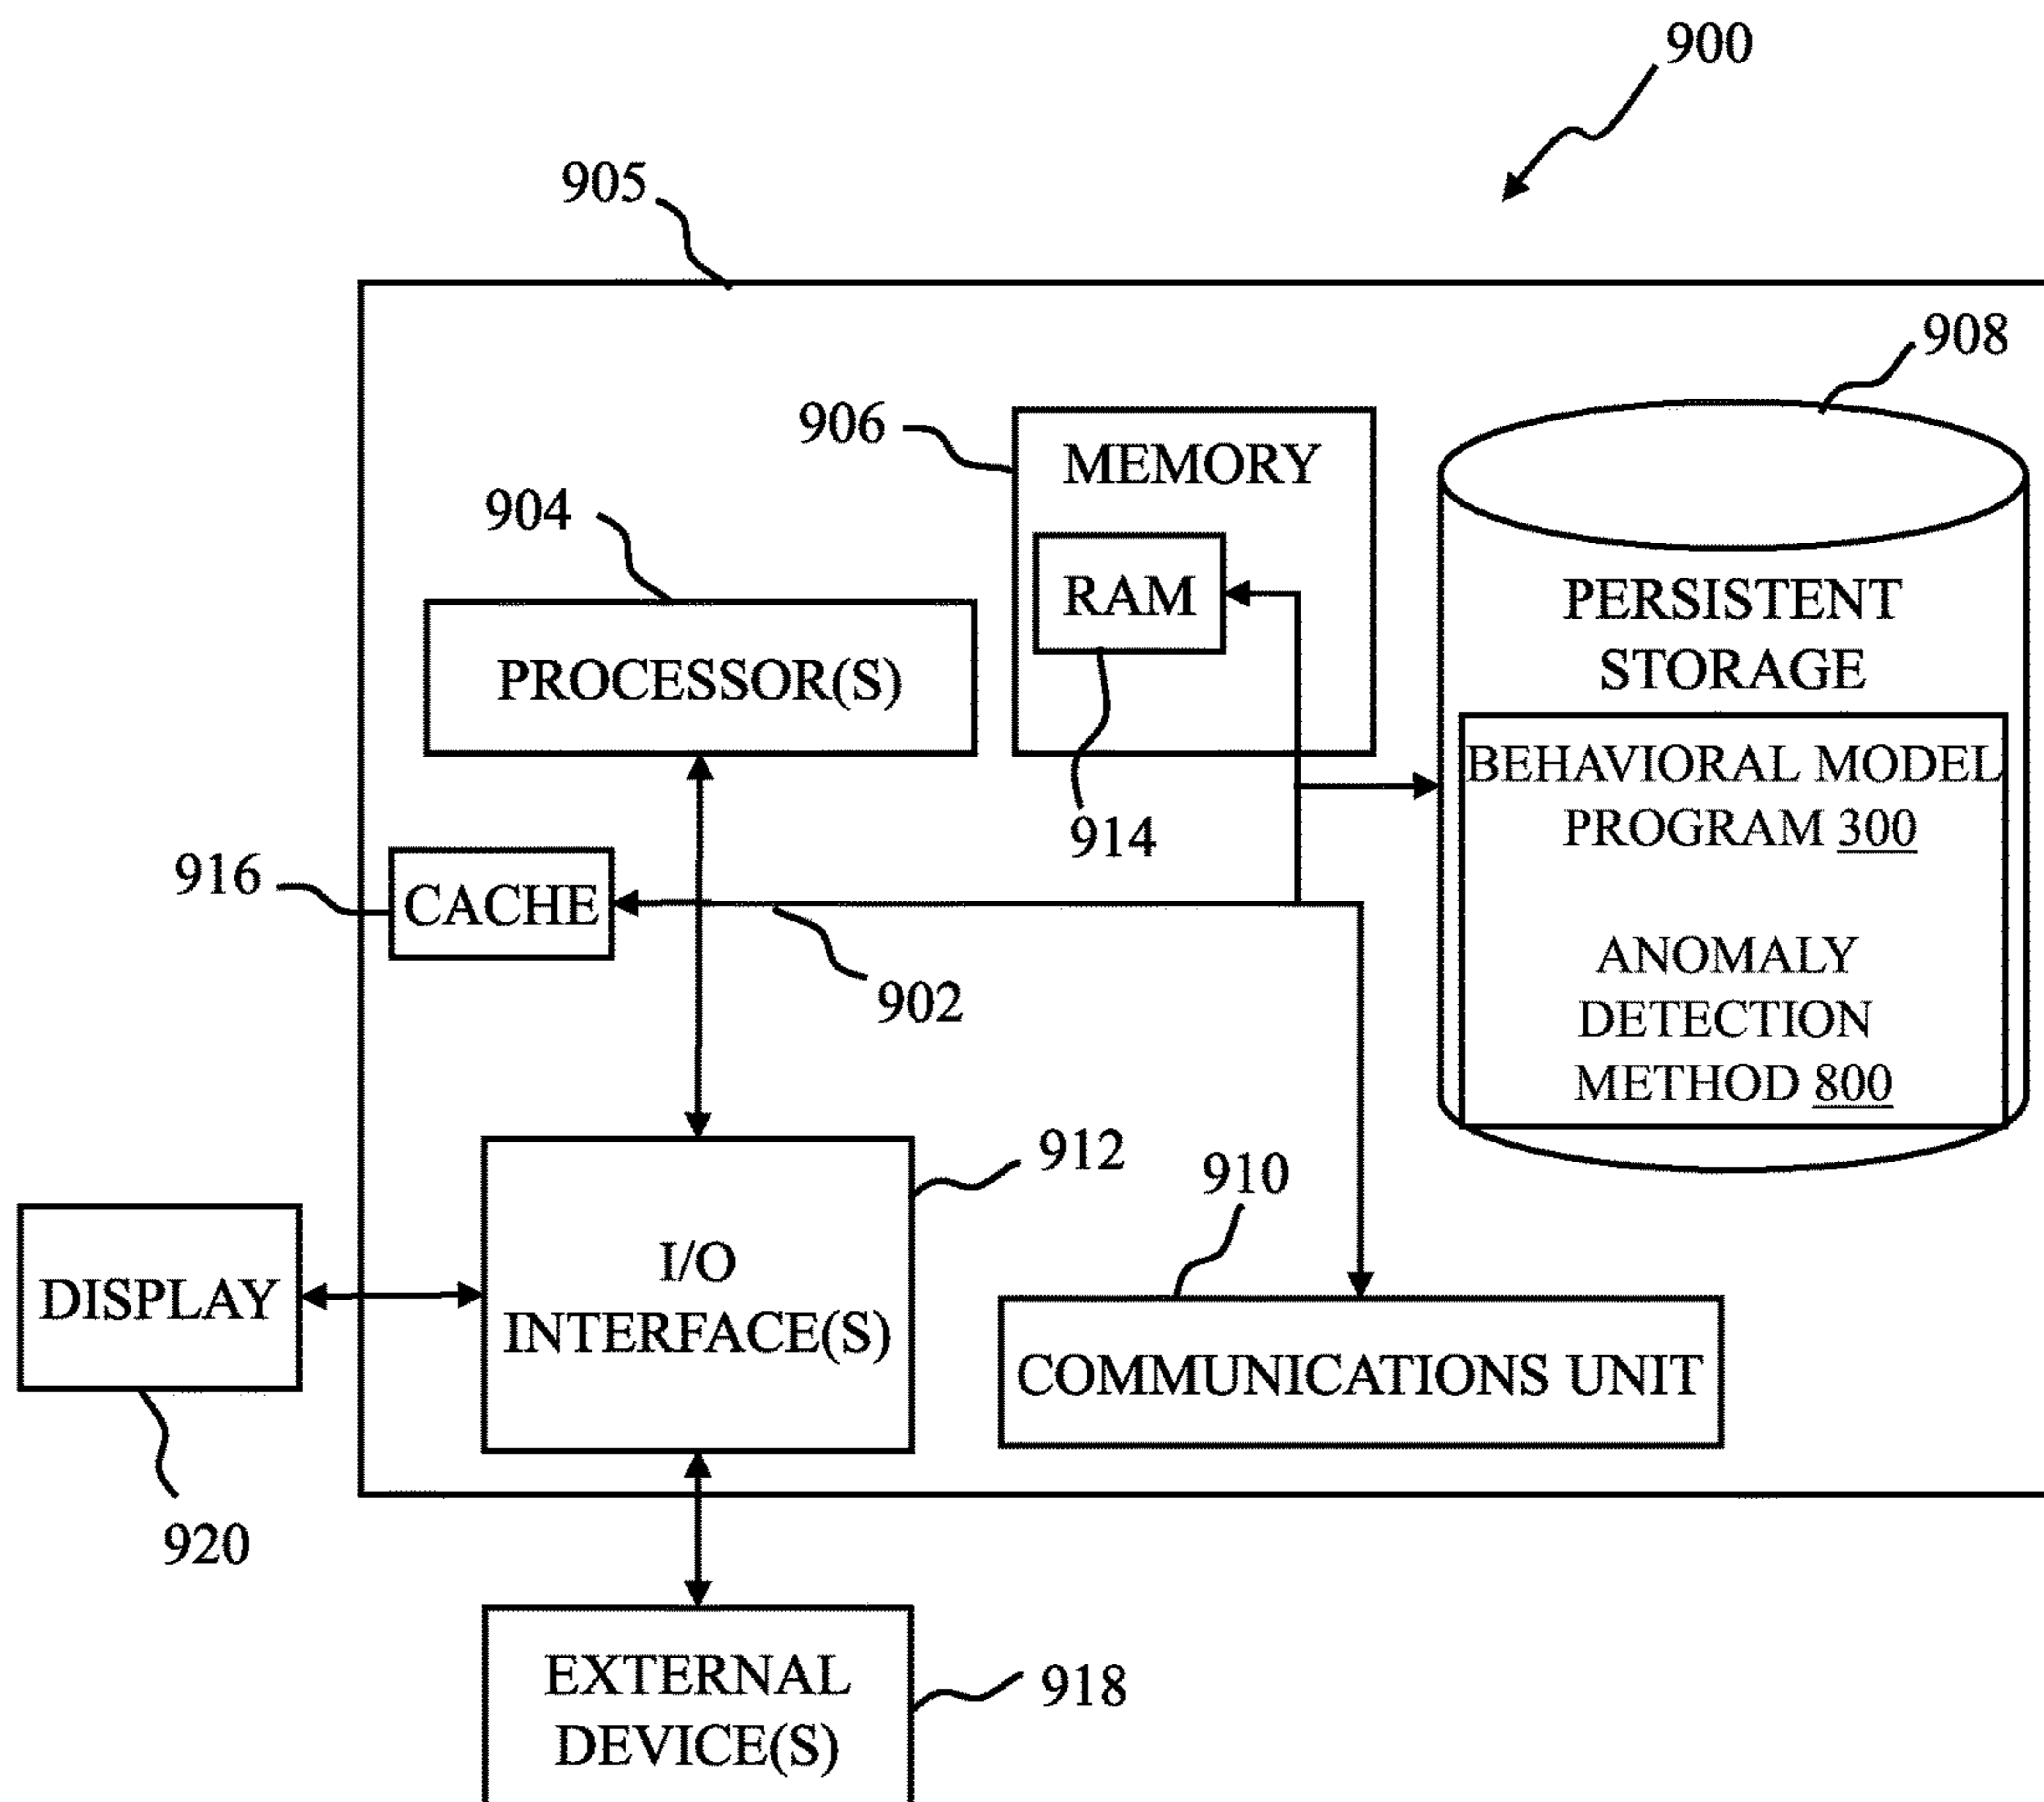 900
905
908
906
MEMORY
904
RAM
PERSISTENT
STORAGE
PROCESSOR(S)
BEHAVIORAL MODEL
PROGRAM 300
914
916
CACHE
902
ANOMALY
DETECTION
METHOD 800
912
910
I/O
INTERFACE(S)
DISPLAY
COMMUNICATIONS UNIT
920
EXTERNAL
DEVICE(S)
918